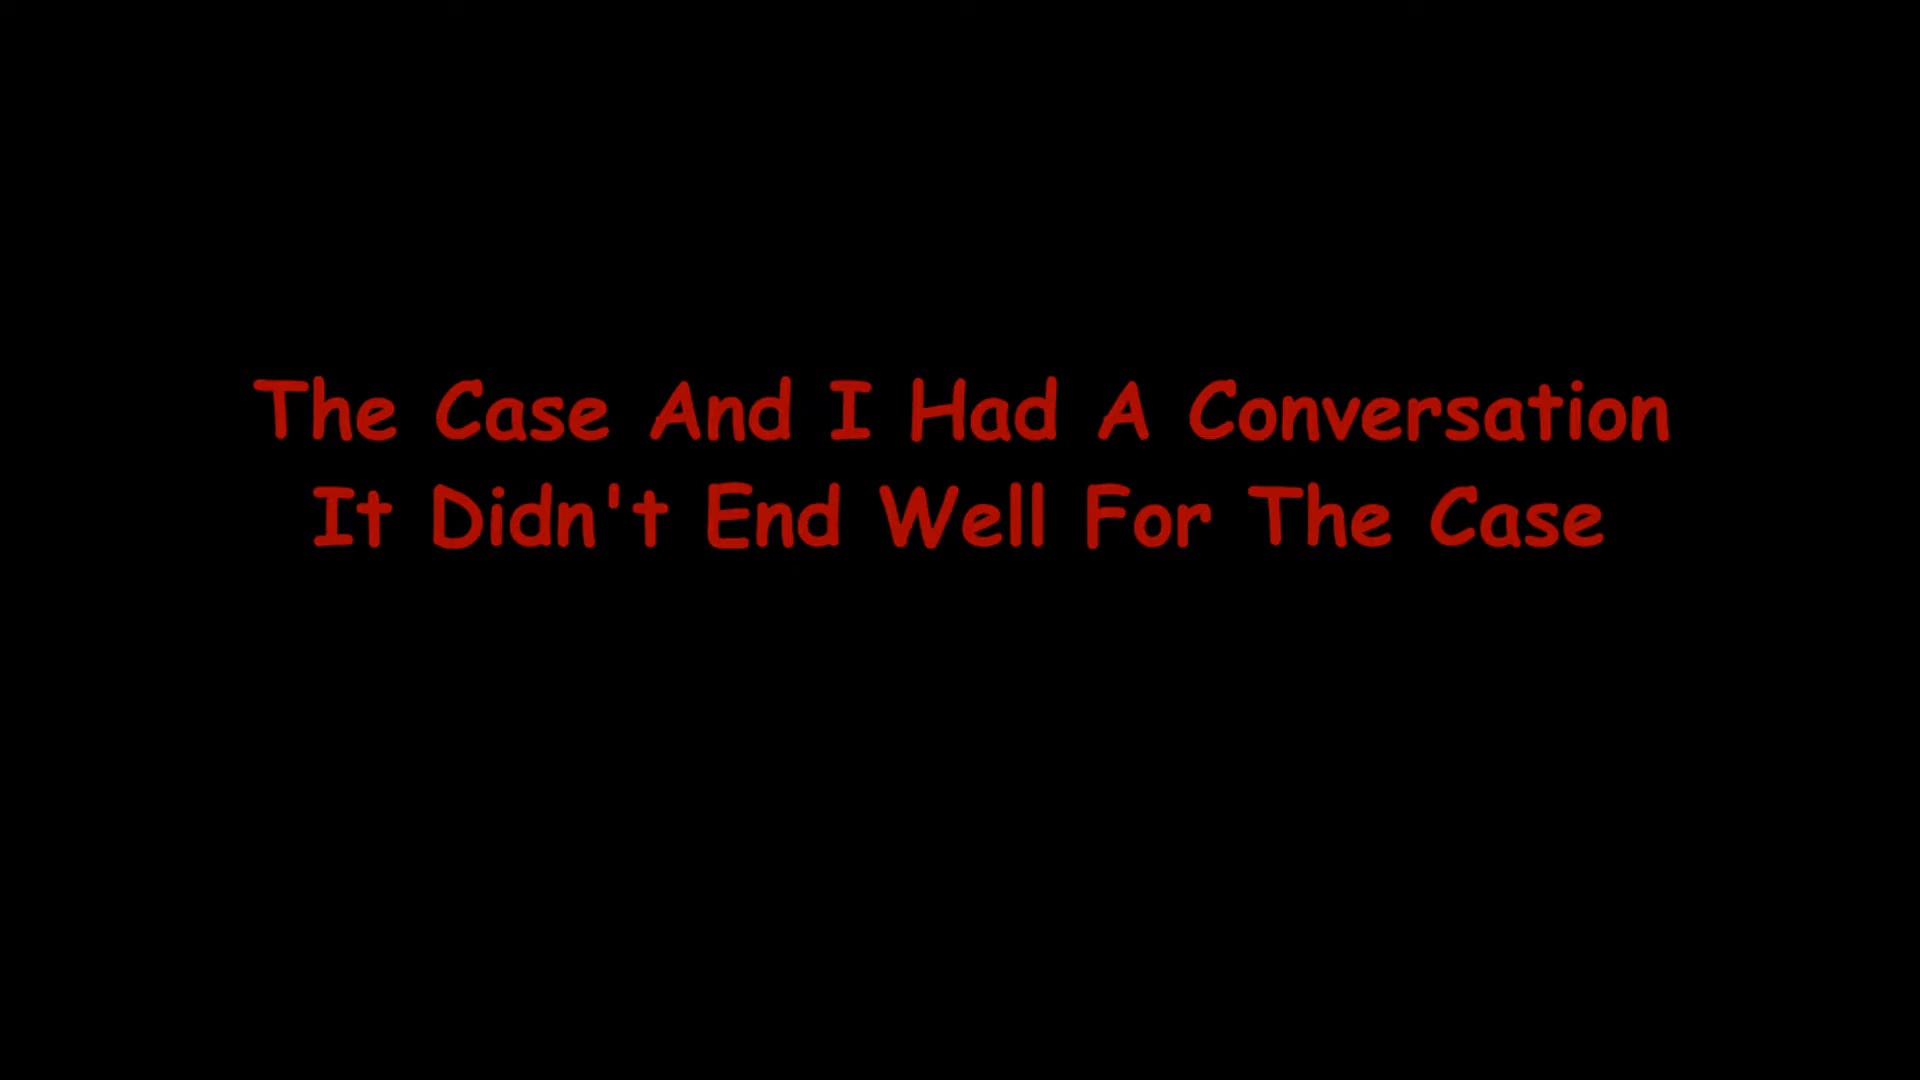 The Case And I Had A Conversation
It Didn't End Well For The Case